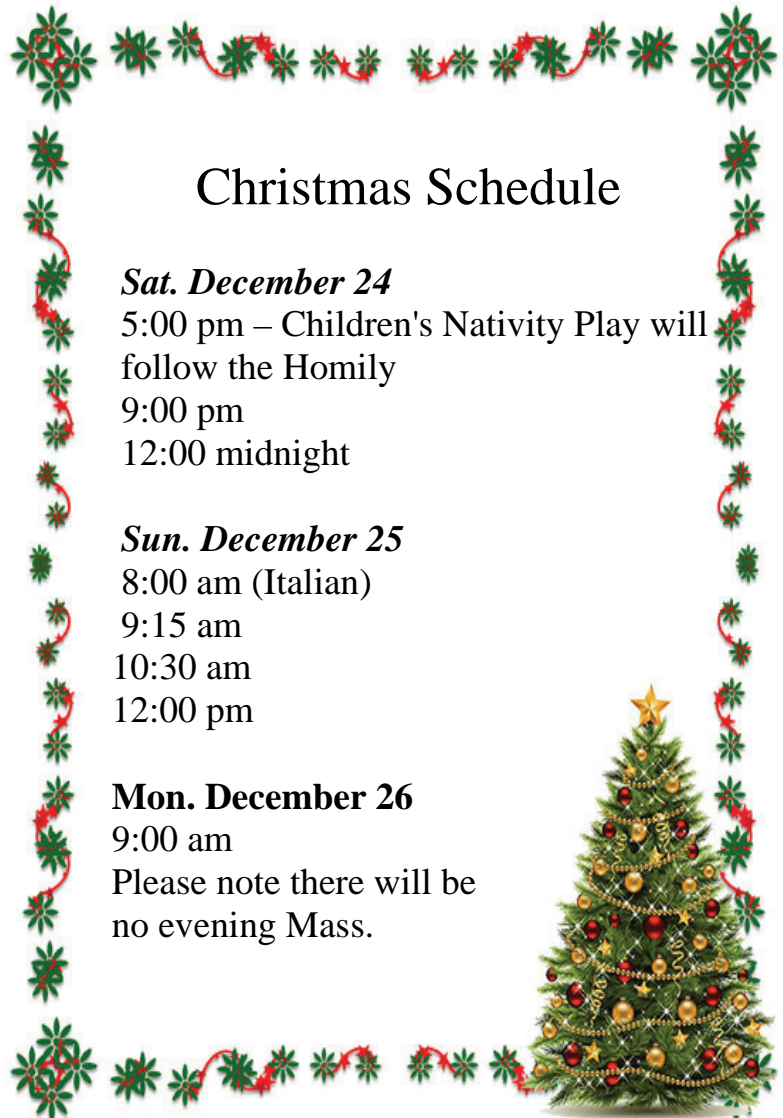 Christmas Schedule
Sat. December 24
5:00 pm – Children's Nativity Play will
follow the Homily
9:00 pm
12:00 midnight
Sun. December 25
8:00 am (Italian)
9:15 am
10:30 am
12:00 pm
Mon. December 26
9:00 am
Please note there will be
no evening Mass.